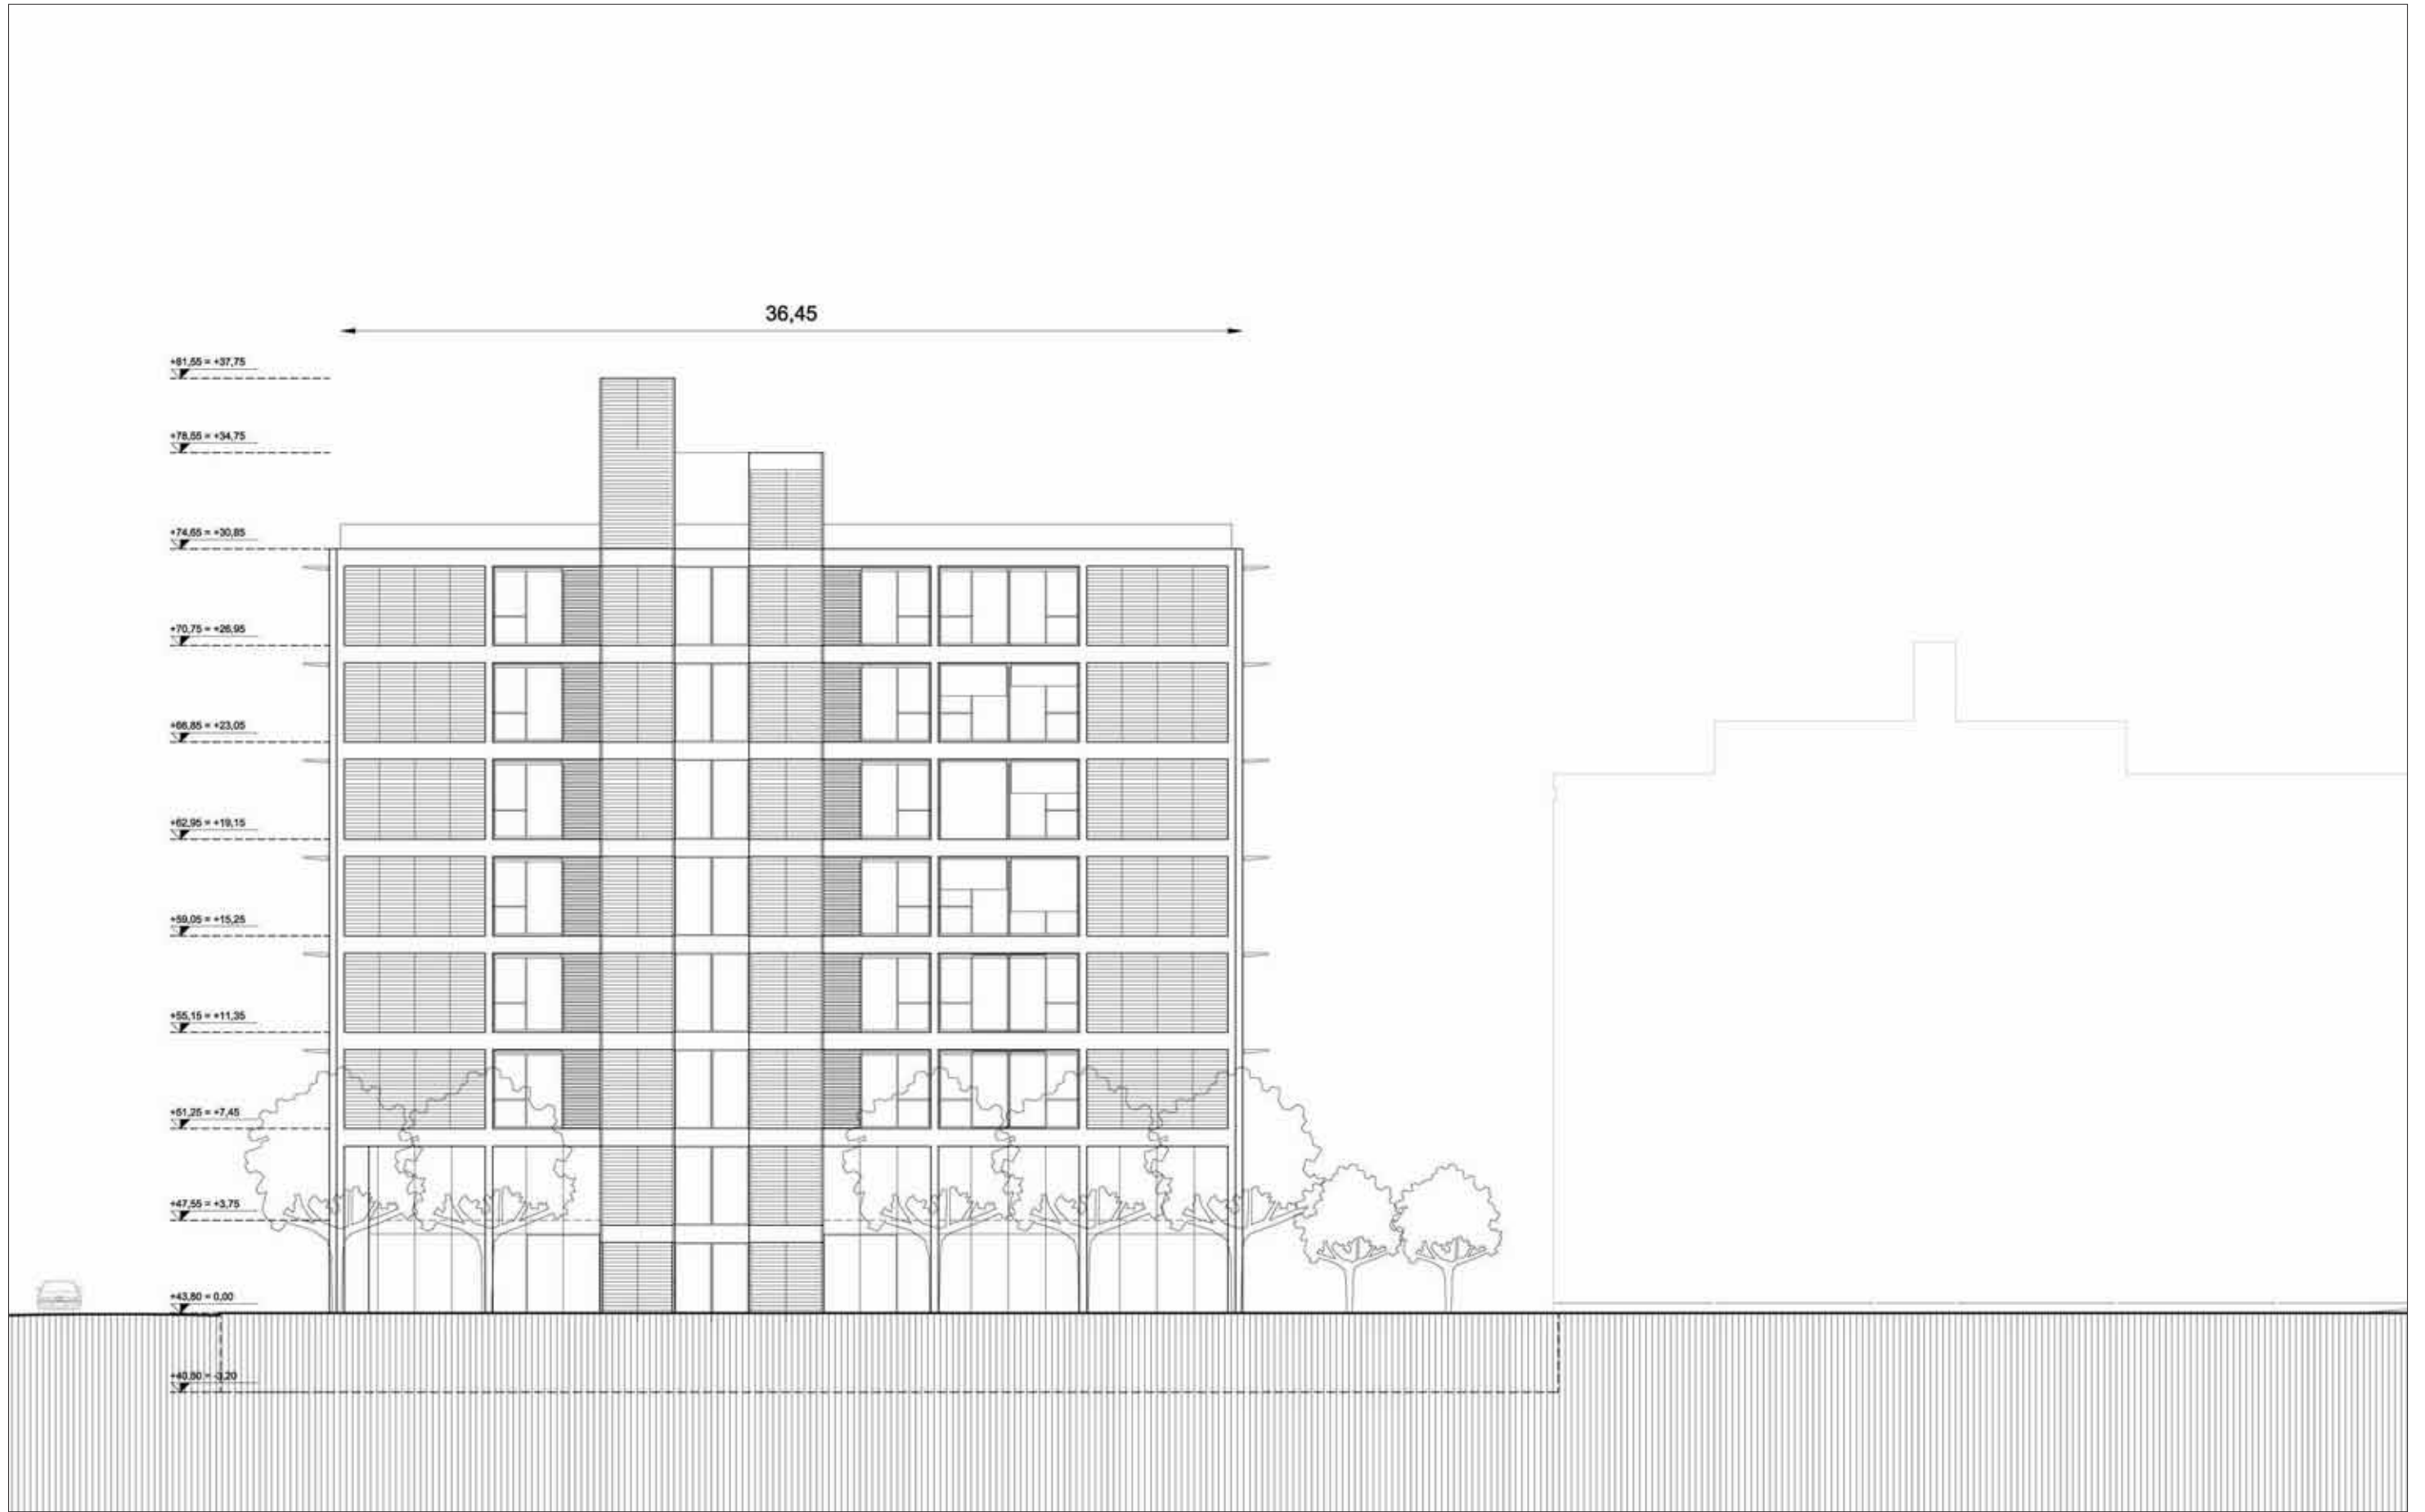 36,45
+81,55 = +37,75
+78,55 = +34,75
+74,65 = +30,85
+70,75 = +26,95
+66,85 = +23,05
+62,95 = +19,15
+59,05 = +15,25
+55,15 = +11,35
+51,25 = +7,45
+47,55 = +3,75
+43,80 = 0,00
+40,80 = -3,20